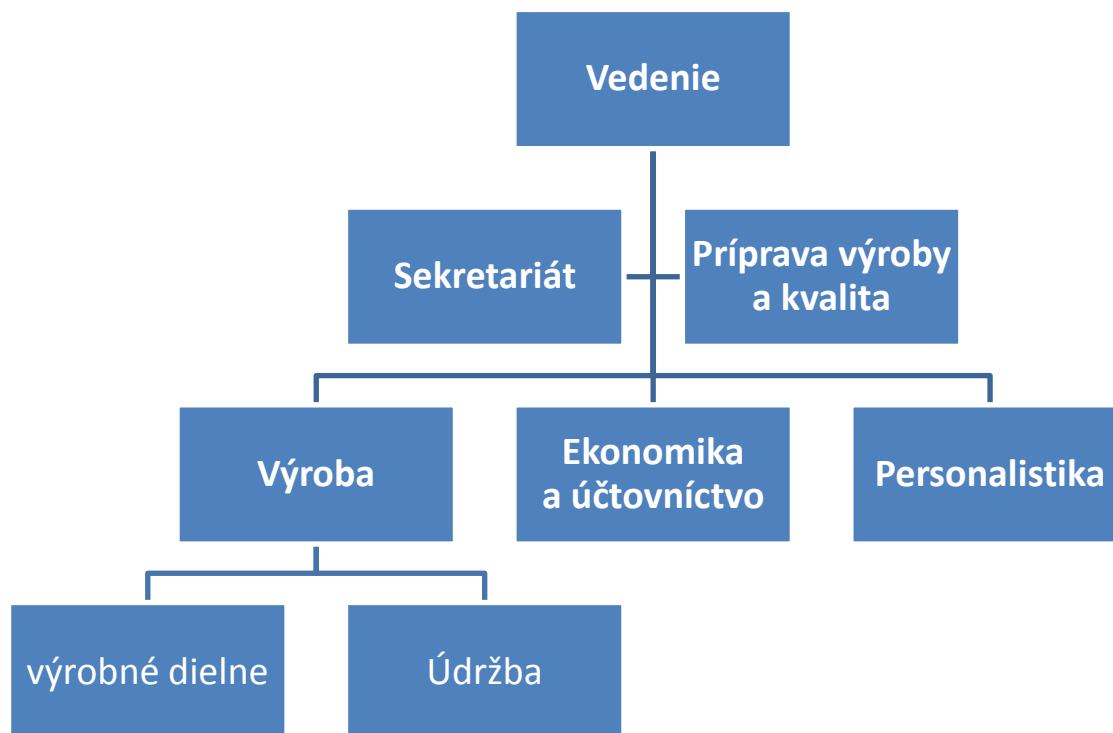 Vedenie
Sekretariát
Príprava výroby
a kvalita
Výroba
Ekonomika
a účtovníctvo
Personalistika
výrobné dielne
Údržba